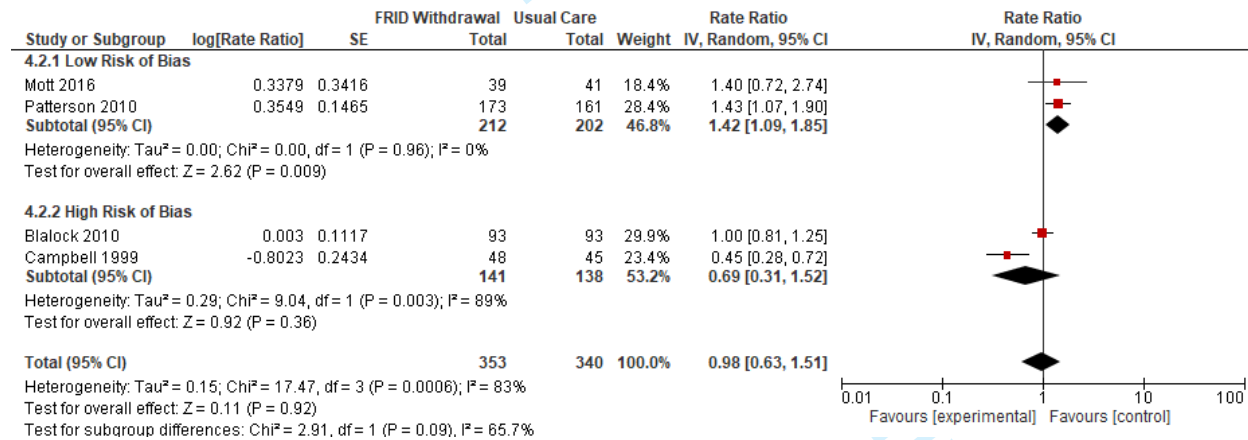 FRID Withdrawal Usual Care Rate Ratio Rate Ratio
Study or Subgroup log[Rate Ratio] SE Total Total Weight IV, Random, 95% CI IV, Random, 95% CI
4.2.1 Low Risk of Bias
Mott 2016 0.3379 0.3416 39 41 18.4% 1.40 [0.72, 2.74]
Patterson 2010 0.3549 0.1465 173 161 28.4% 1.43 [1.07, 1.90]
Subtotal (95% CI) 212 202 46.8% 1.42 [1.09, 1.85]
Heterogeneity: Tau² = 0.00; Chi² = 0.00, df = 1 (P = 0.96); I² = 0%
Test for overall effect: Z = 2.62 (P = 0.009)
4.2.2 High Risk of Bias
Blalock 2010 0.003 0.1117 93 93 29.9% 1.00 [0.81, 1.25]
Campbell 1999 -0.8023 0.2434 48 45 23.4% 0.45 [0.28, 0.72]
Subtotal (95% CI) 141 138 53.2% 0.69 [0.31, 1.52]
Heterogeneity: Tau² = 0.29; Chi² = 9.04, df = 1 (P = 0.003); I² = 89%
Test for overall effect: Z = 0.92 (P = 0.36)
Total (95% CI) 353 340 100.0% 0.98 [0.63, 1.51]
Heterogeneity: Tau² = 0.15; Chi² = 17.47, df = 3 (P = 0.0006); I² = 83%
Test for overall effect: Z = 0.11 (P = 0.92)
Test for subgroup differences: Chi² = 2.91, df = 1 (P = 0.09), I² = 65.7%
0.01 0.1 1 10 100
Favours [experimental] Favours [control]